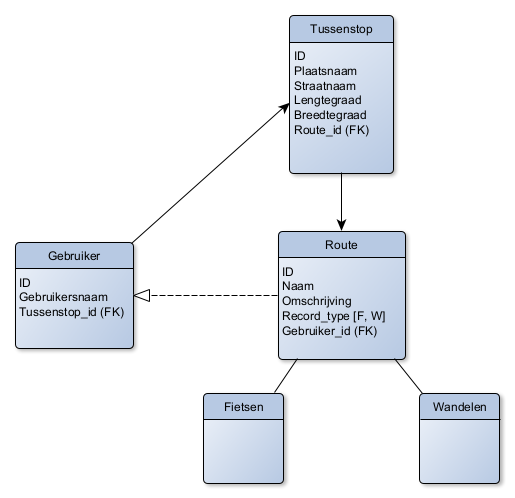 Tussenstop
ID
Plaatsnaam
Straatnaam
Lengtegraad
Breedtegraad
Route_id (FK)
Gebruiker
ID
Gebruikersnaam
Tussenstop_id (FK)
Route
ID
Naam
Omschrijving
Record_type [F, W]
Gebruiker_id (FK)
Fietsen
Wandelen